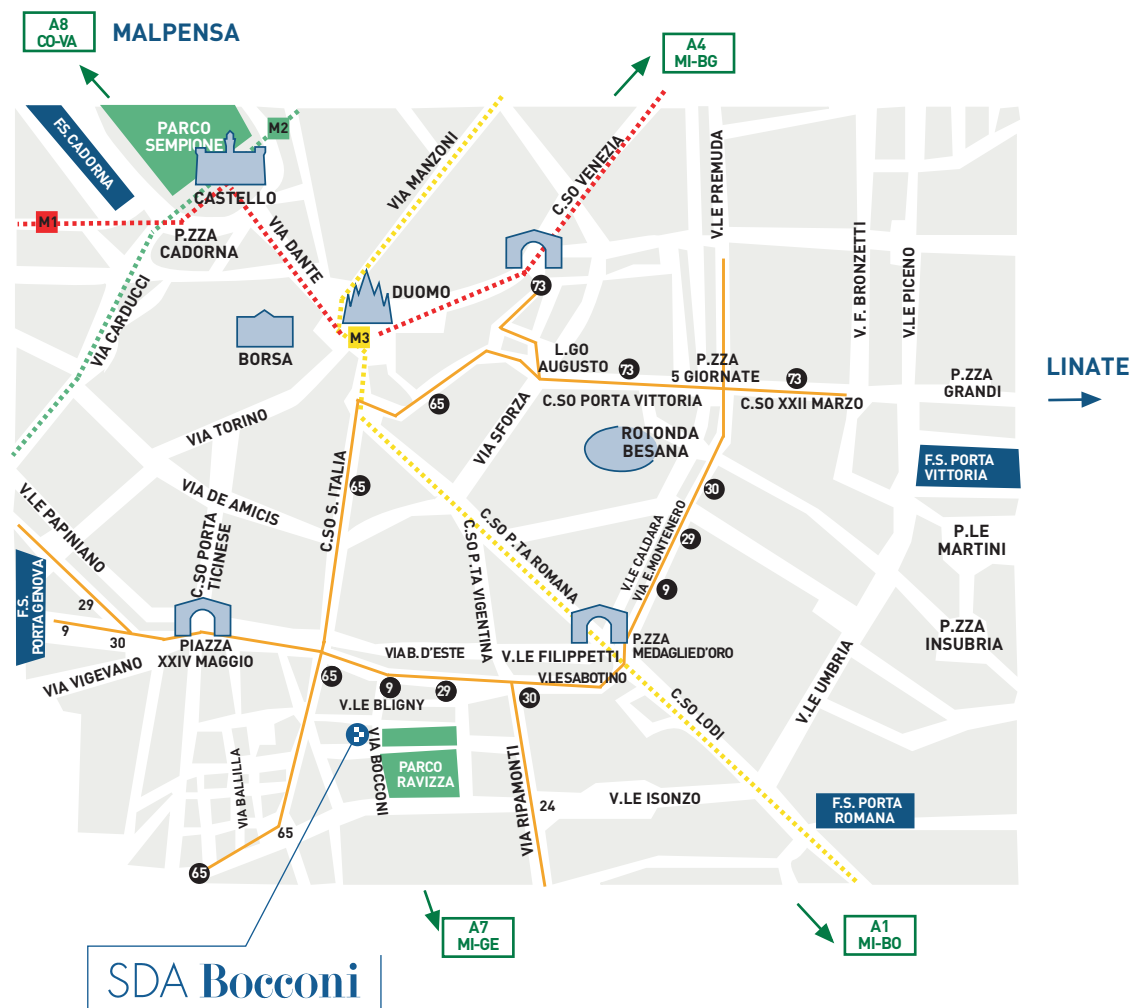 A8
CO-VA
MALPENSA
A4
MI-BG
F.S. CADORNA
PARCO
SEMPIONE
M2
CASTELLO
M1
P.ZZA
CADORNA
VIA DANTE
VIA MANZONI
C.SO VENEZIA
V.LE PREMUDA
V. F. BRONZETTI
V.LE PICENO
VIA CARDUCCI
DUOMO
73
BORSA
M3
L.GO
AUGUSTO
73
P.ZZA
5 GIORNATE
73
P.ZZA
GRANDI
LINATE
C.SO PORTA VITTORIA
C.SO XXII MARZO
65
VIA TORINO
VIA SFORZA
ROTONDA
BESANA
F.S. PORTA
VITTORIA
V.LE PAPINIANO
VIA DE AMICIS
C.SO S. ITALIA
65
30
C.SO PORTA
TICINESE
C.SO P.TA VIGENTINA
C.SO P.TA ROMANA
V.LE CALDARA
VIA E.MONTENERO
29
9
P.LE
MARTINI
F.S.
PORTA GENOVA
29
9
30
PIAZZA
XXIV MAGGIO
VIA B. D'ESTE
V.LE FILIPPETTI
P.ZZA
MEDAGLIE D'ORO
P.ZZA
INSUBRIA
VIA VIGEVANO
65
9
29
30
V.LE SABOTINO
V.LE BLIGNY
C.SO LODI
V.LE UMBRIA
VIA BALLILLA
VIA BOCCONI
PARCO
RAVIZZA
VIA RIPAMONTI
24
V.LE ISONZO
F.S. PORTA
ROMANA
65
65
A7
MI-GE
A1
MI-BO
SDA Bocconi